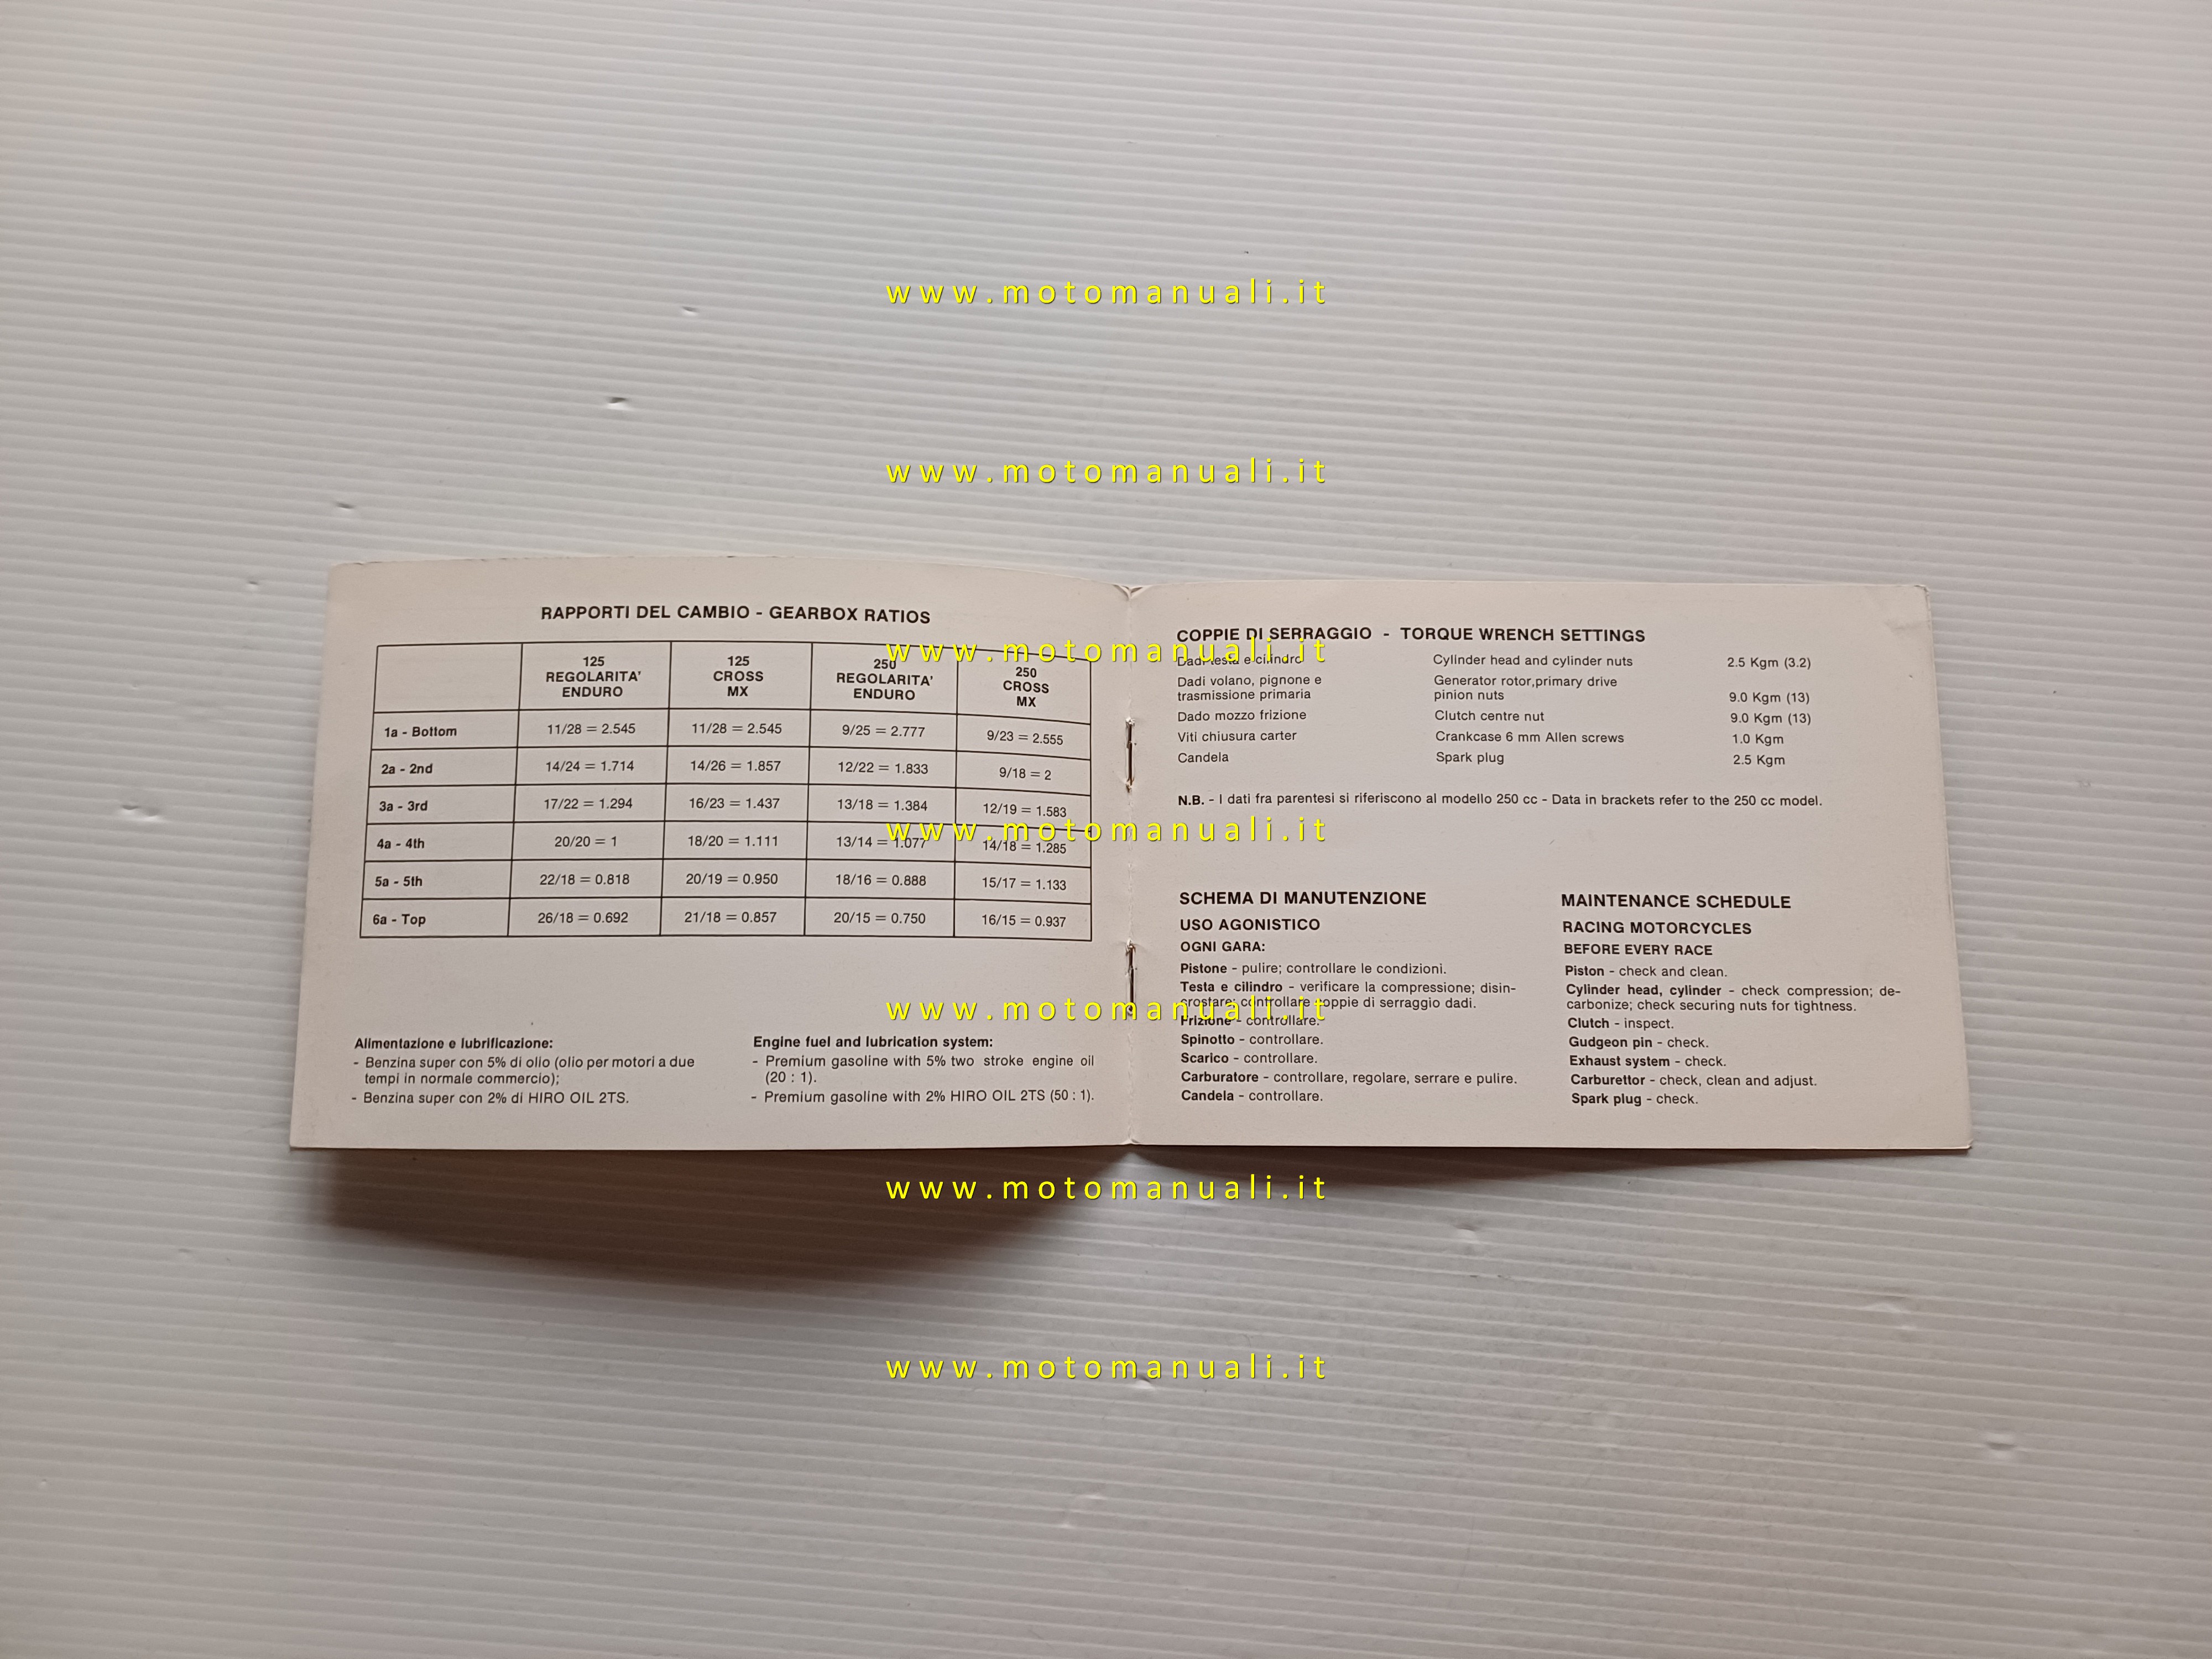 www.motomanuali.it
www.motomanuali.it
RAPPORTI DEL CAMBIO - GEARBOX RATIOS
125 REGOLARITA' ENDURO 125 CROSS MX 250 REGOLARITA' ENDURO 250 CROSS MX
1a - Bottom 11/28 = 2.545 11/28 = 2.545 9/25 = 2.777 9/23 = 2.555
2a - 2nd 14/24 = 1.714 14/26 = 1.857 12/22 = 1.833 9/18 = 2
3a - 3rd 17/22 = 1.294 16/23 = 1.437 13/18 = 1.384 12/19 = 1.583
4a - 4th 20/20 = 1 18/20 = 1.111 13/14 = 1.077 14/18 = 1.285
5a - 5th 22/18 = 0.818 20/19 = 0.950 18/16 = 0.888 15/17 = 1.133
6a - Top 26/18 = 0.692 21/18 = 0.857 20/15 = 0.750 16/15 = 0.937
Alimentazione e lubrificazione:
- Benzina super con 5% di olio (olio per motori a due
tempi in normale commercio);
- Benzina super con 2% di HIRO OIL 2TS.
Engine fuel and lubrication system:
- Premium gasoline with 5% two stroke engine oil
(20 : 1).
- Premium gasoline with 2% HIRO OIL 2TS (50 : 1).
COPPIE DI SERRAGGIO - TORQUE WRENCH SETTINGS
www.motomanuali.it
Dadi testa e cilindro Cylinder head and cylinder nuts 2.5 Kgm (3.2)
Dadi volano, pignone e Generator rotor,primary drive
trasmissione primaria pinion nuts 9.0 Kgm (13)
Dado mozzo frizione Clutch centre nut 9.0 Kgm (13)
Viti chiusura carter Crankcase 6 mm Allen screws 1.0 Kgm
Candela Spark plug 2.5 Kgm
N.B. - I dati fra parentesi si riferiscono al modello 250 cc - Data in brackets refer to the 250 cc model.
www.motomanuali.it
SCHEMA DI MANUTENZIONE
USO AGONISTICO
OGNI GARA:
Pistone - pulire; controllare le condizioni.
Testa e cilindro - verificare la compressione; disin-
crostare; controllare coppie di serraggio dadi.
www.motomanuali.it
Frizione - controllare.
Spinotto - controllare.
Scarico - controllare.
Carburatore - controllare, regolare, serrare e pulire.
Candela - controllare.
MAINTENANCE SCHEDULE
RACING MOTORCYCLES
BEFORE EVERY RACE
Piston - check and clean.
Cylinder head, cylinder - check compression; de-
carbonize; check securing nuts for tightness.
Clutch - inspect.
Gudgeon pin - check.
Exhaust system - check.
Carburettor - check, clean and adjust.
Spark plug - check.
www.motomanuali.it
www.motomanuali.it